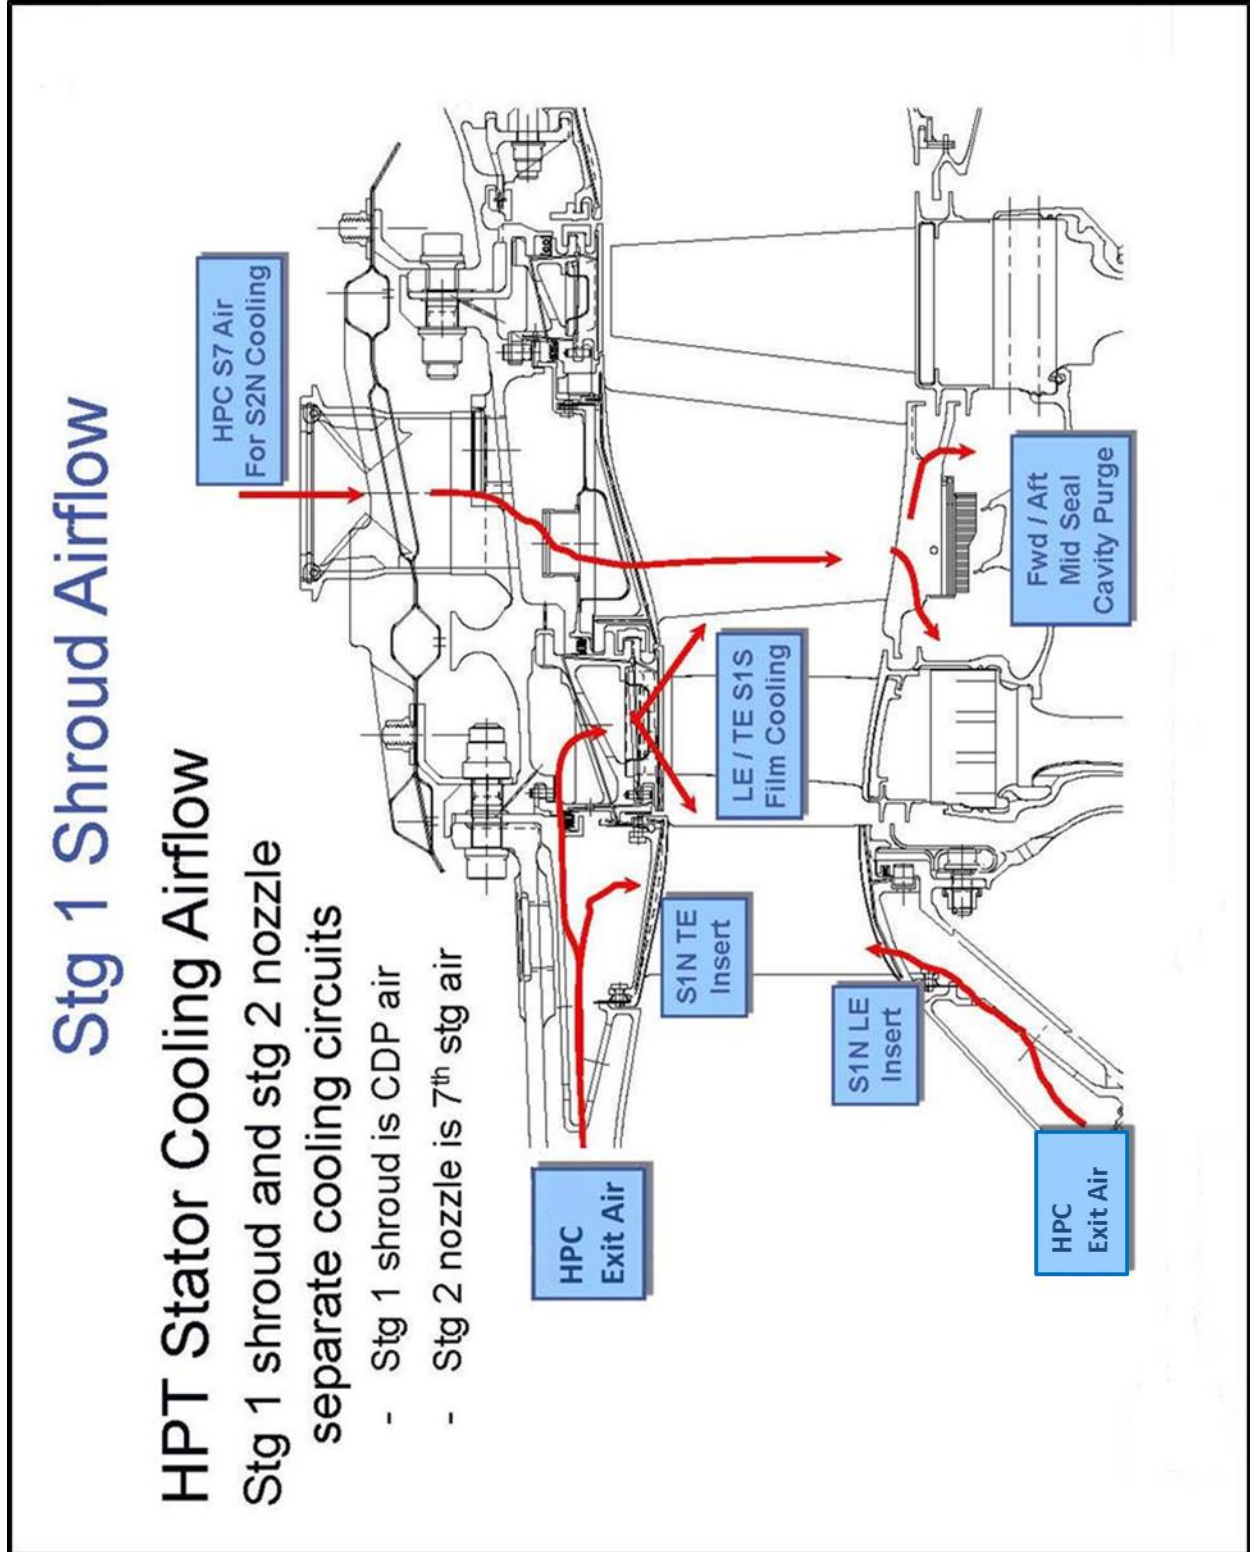 Stg 1 Shroud Airflow
HPT Stator Cooling Airflow
Stg 1 shroud and stg 2 nozzle
separate cooling circuits
- Stg 1 shroud is CDP air
- Stg 2 nozzle is 7th stg air
HPC S7 Air
For S2N Cooling
HPC
Exit Air
S1N TE
Insert
LE / TE S1S
Film Cooling
S1N LE
Insert
Fwd / Aft
Mid Seal
Cavity Purge
HPC
Exit Air